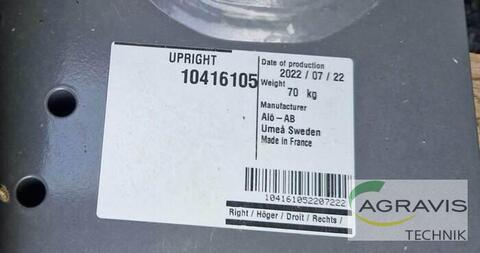 UPRIGHT
10416105
Date of production
2022 / 07 / 22
Weight
70 kg
Manufacturer
Alö-AB
Umeå Sweden
Made in France
104161052207222
Right / Höger / Droit / Rechts /
AGRAVIS
TECHNIK